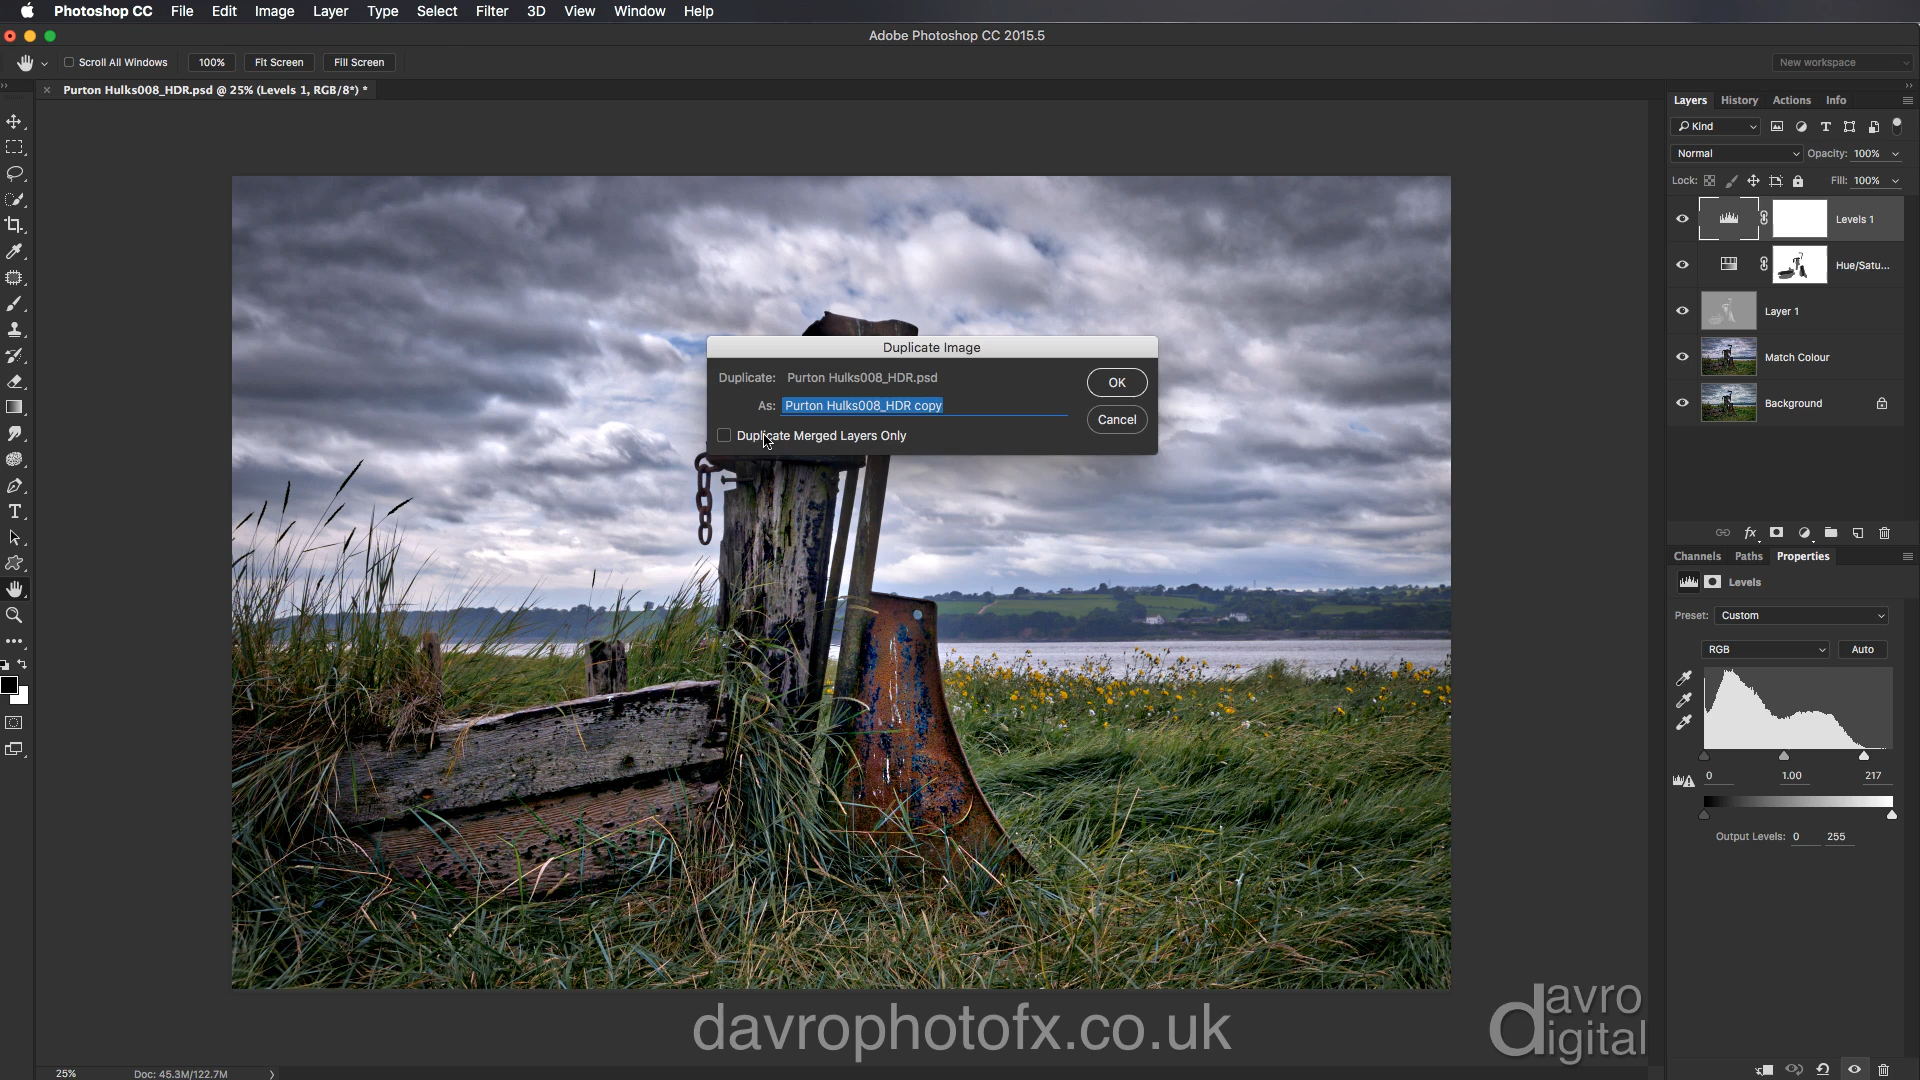 Photoshop CC File Edit Image Layer Type Select Filter 3D View Window Help
Adobe Photoshop CC 2015.5
Scroll All Windows 100% Fit Screen Fill Screen New workspace
Purton Hulks008_HDR.psd @ 25% (Levels 1, RGB/8*) *
Layers History Actions Info
Kind
Normal Opacity: 100%
Lock: Fill: 100%
Levels 1
Hue/Satu...
Layer 1
Match Colour
Background
Duplicate Image
Duplicate: Purton Hulks008_HDR.psd
OK
As: Purton Hulks008_HDR copy
Cancel
Duplicate Merged Layers Only
Channels Paths Properties
Levels
Preset: Custom
RGB Auto
0 1.00 217
Output Levels: 0 255
davrophotofx.co.uk
davro
digital
25% Doc: 45.3M/122.7M